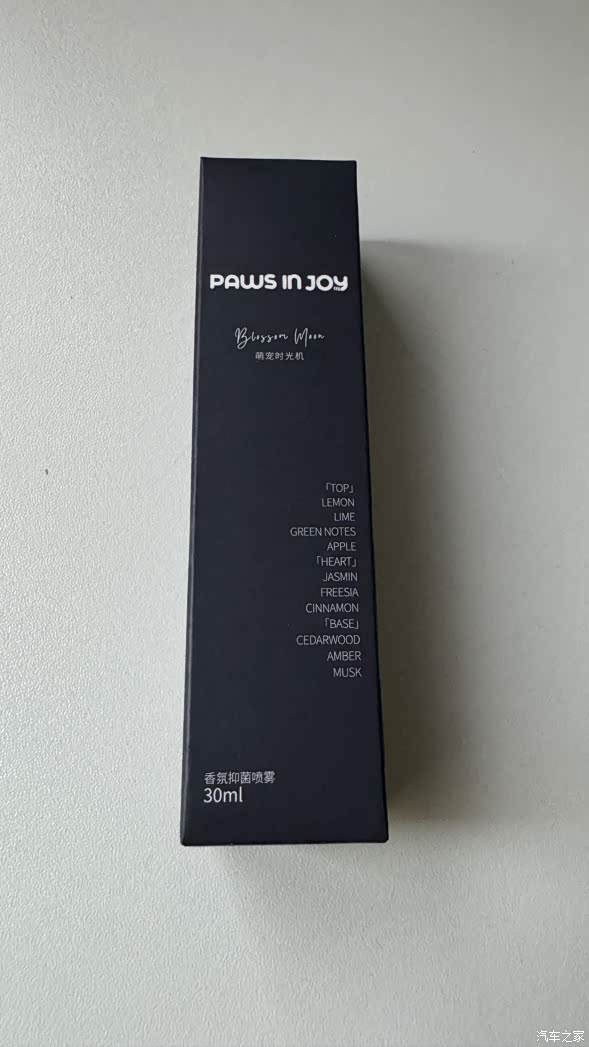 PAWS IN JOY
Blossom Moon
萌宠时光机
「TOP」
LEMON
LIME
GREEN NOTES
APPLE
「HEART」
JASMIN
FREESIA
CINNAMON
「BASE」
CEDARWOOD
AMBER
MUSK
香氛抑菌喷雾
30ml
汽车之家